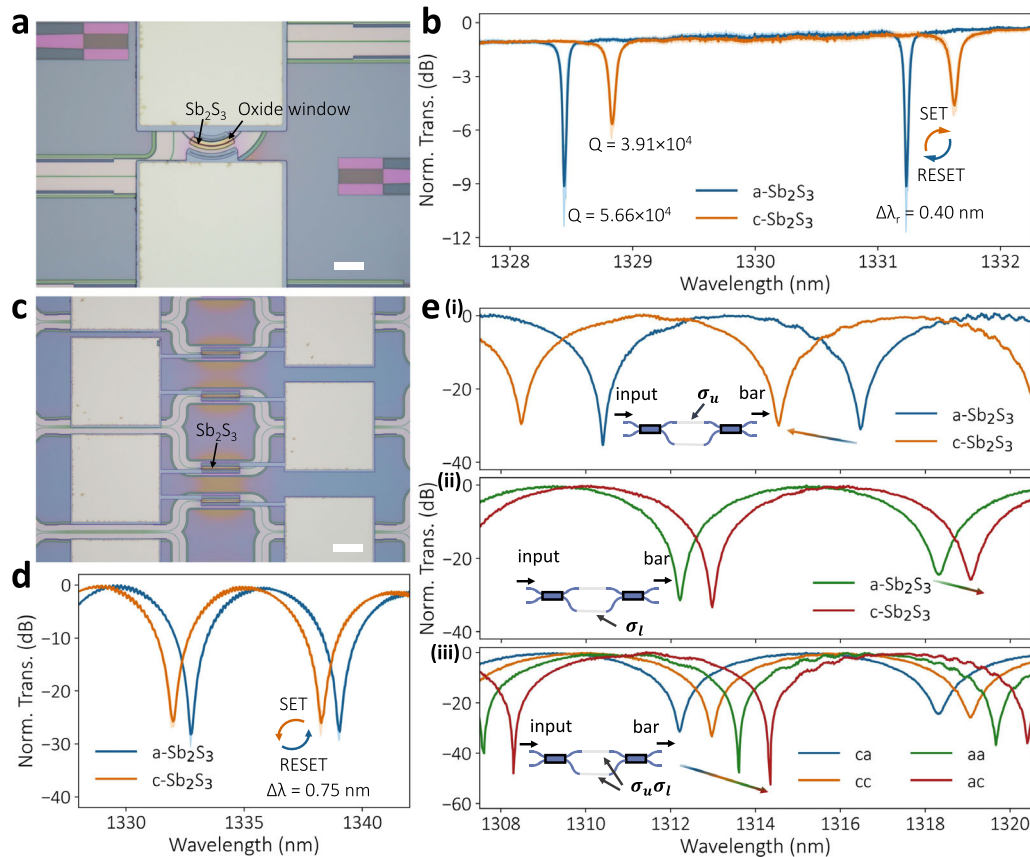 a
Sb₂S₃
Oxide window
b
Norm. Trans. (dB)
0
−3
−6
−9
−12
Q = 3.91×10⁴
Q = 5.66×10⁴
SET
RESET
a-Sb₂S₃
c-Sb₂S₃
Δλᵣ = 0.40 nm
1328 1329 1330 1331 1332
Wavelength (nm)
c
Sb₂S₃
d
Norm. Trans. (dB)
0
−10
−20
−30
−40
SET
RESET
a-Sb₂S₃
c-Sb₂S₃
Δλ = 0.75 nm
1330 1335 1340
Wavelength (nm)
e
Norm. Trans. (dB)
(i)
0
−20
−40
input
σᵤ
bar
a-Sb₂S₃
c-Sb₂S₃
(ii)
0
−20
−40
input
bar
σₗ
a-Sb₂S₃
c-Sb₂S₃
(iii)
0
−20
−40
−60
input
bar
σᵤσₗ
ca
aa
cc
ac
1308 1310 1312 1314 1316 1318 1320
Wavelength (nm)